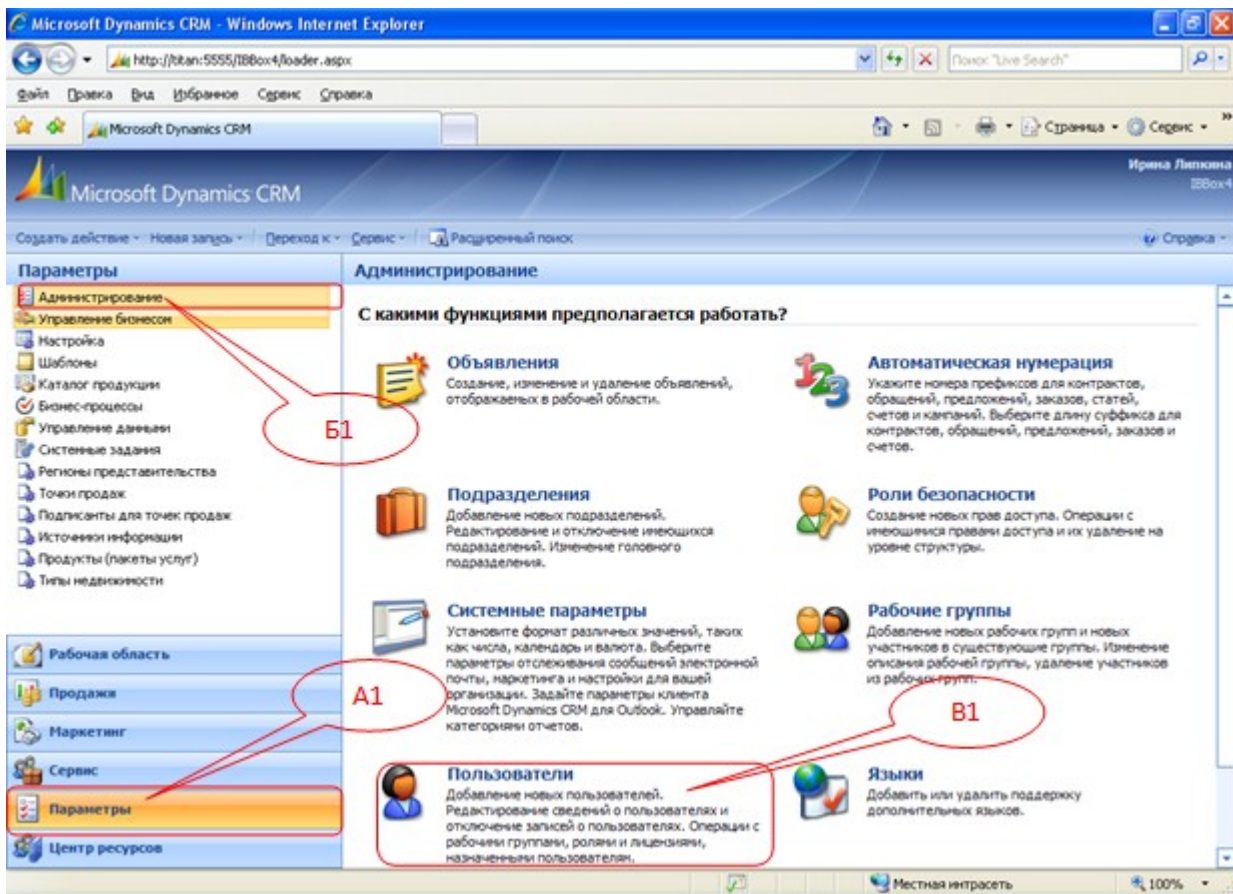 Microsoft Dynamics CRM - Windows Internet Explorer
http://titan:5555/IBBox4/loader.aspx
Поиск "Live Search"
Файл Правка Вид Избранное Сервис Справка
Microsoft Dynamics CRM
Страница Сервис
Ирина Липкина
Microsoft Dynamics CRM
IBBox4
Создать действие Новая запись Переход к Сервис Расширенный поиск Справка
Параметры
Администрирование
Управление бизнесом
Настройка
Шаблоны
Каталог продукции
Бизнес-процессы
Управление данными
Системные задания
Регионы представительства
Точки продаж
Подписанты для точек продаж
Источники информации
Продукты (пакеты услуг)
Типы недвижимости
Б1
Рабочая область
Продажи
Маркетинг
Сервис
Параметры
Центр ресурсов
А1
Администрирование
С какими функциями предполагается работать?
Объявления
Создание, изменение и удаление объявлений,
отображаемых в рабочей области.
Автоматическая нумерация
Укажите номера префиксов для контрактов,
обращений, предложений, заказов, статей,
счетов и кампаний. Выберите длину суффикса для
контрактов, обращений, предложений, заказов и
счетов.
Подразделения
Добавление новых подразделений.
Редактирование и отключение имеющихся
подразделений. Изменение головного
подразделения.
Роли безопасности
Создание новых прав доступа. Операции с
имеющимися правами доступа и их удаление на
уровне структуры.
Системные параметры
Установите формат различных значений, таких
как числа, календарь и валюта. Выберите
параметры отслеживания сообщений электронной
почты, маркетинга и настройки для вашей
организации. Задайте параметры клиента
Microsoft Dynamics CRM для Outlook. Управляйте
категориями отчетов.
Рабочие группы
Добавление новых рабочих групп и новых
участников в существующие группы. Изменение
описания рабочей группы, удаление участников
из рабочих групп.
В1
Пользователи
Добавление новых пользователей.
Редактирование сведений о пользователях и
отключение записей о пользователях. Операции с
рабочими группами, ролями и лицензиями,
назначенными пользователям.
Языки
Добавить или удалить поддержку
дополнительных языков.
Местная интрасеть 100%